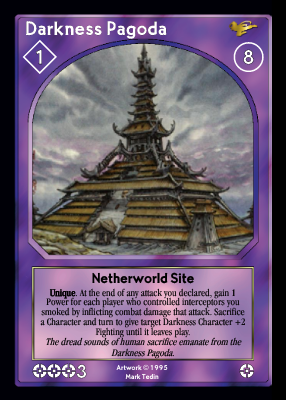 Darkness Pagoda
1
8
Netherworld Site
Unique. At the end of any attack you declared, gain 1
Power for each player who controlled interceptors you
smoked by inflicting combat damage that attack. Sacrifice
a Character and turn to give target Darkness Character +2
Fighting until it leaves play.
The dread sounds of human sacrifice emanate from the
Darkness Pagoda.
3
Artwork © 1995
Mark Tedin